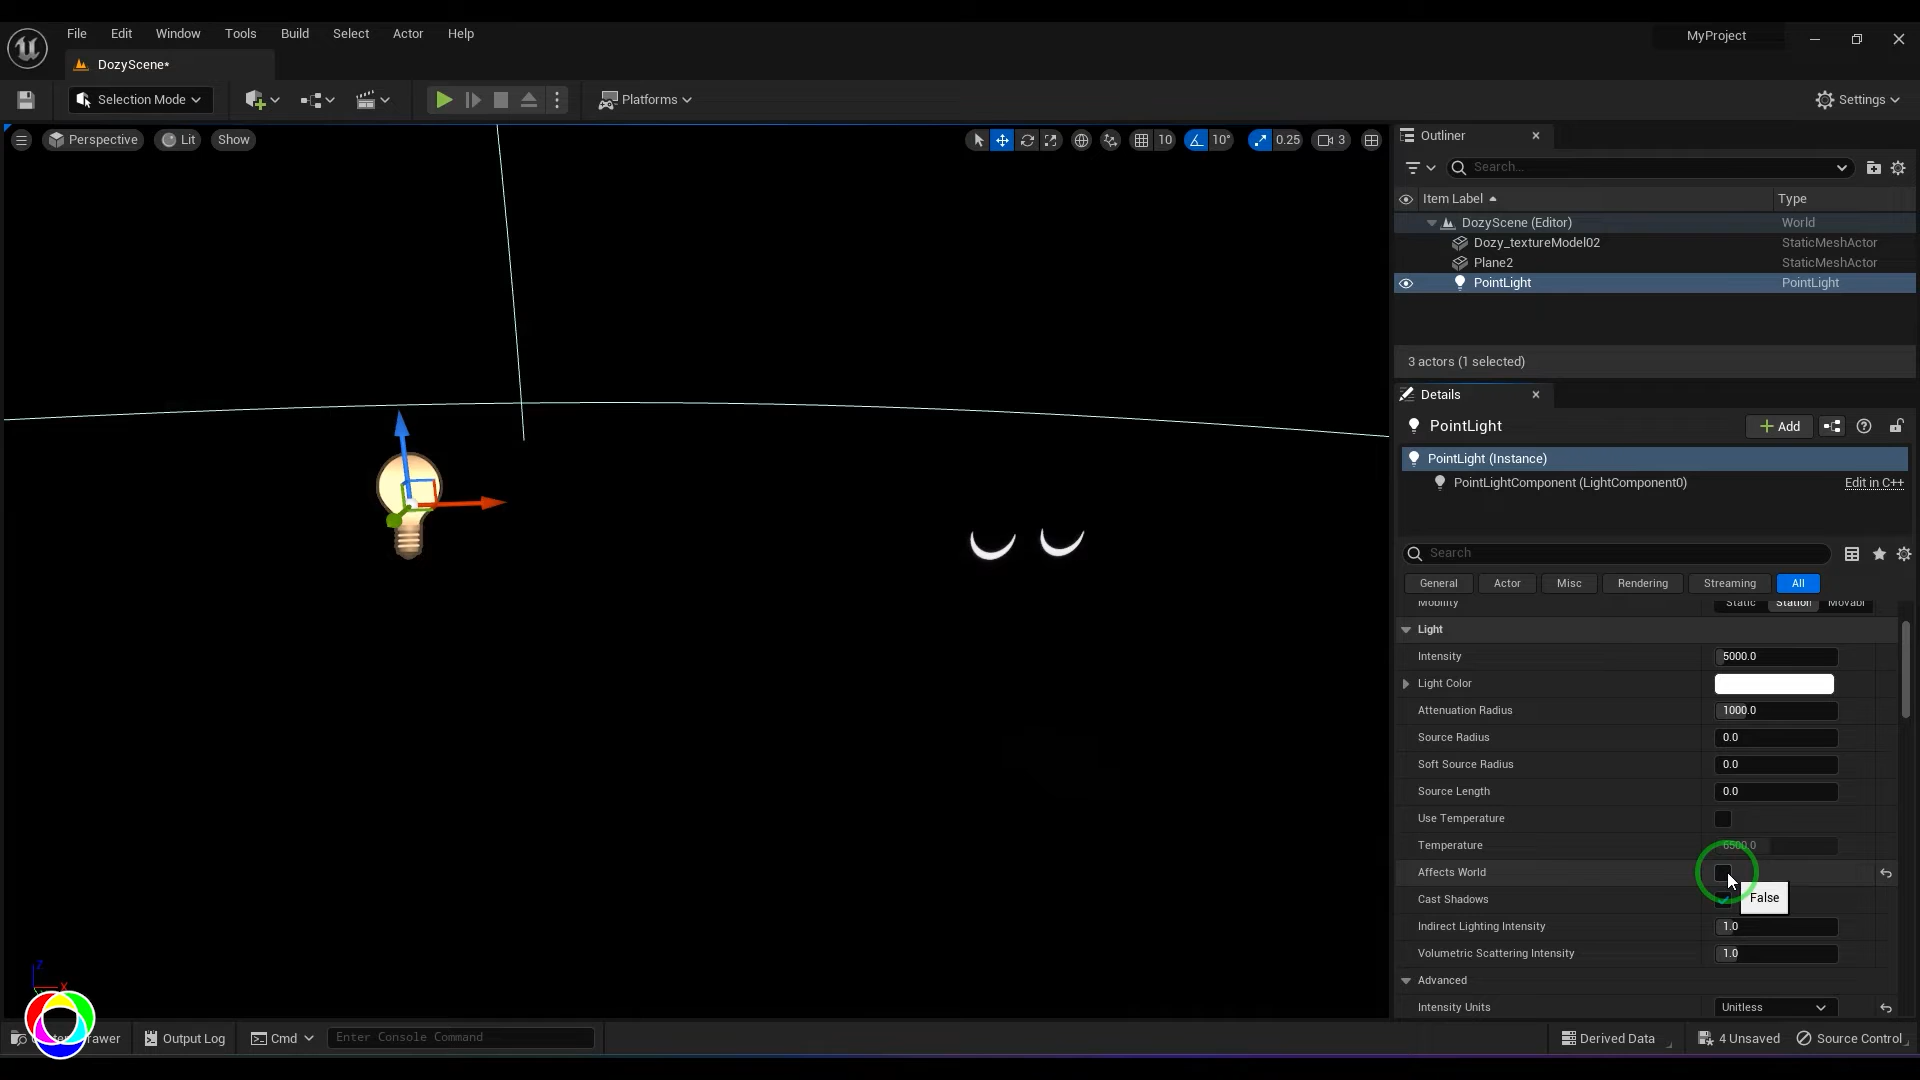 File Edit Window Tools Build Select Actor Help
MyProject
DozyScene*
Selection Mode
Platforms
Settings
Perspective
Lit
Show
10
10°
0.25
3
Outliner
Search...
Item Label
Type
DozyScene (Editor)
World
Dozy_textureModel02
StaticMeshActor
Plane2
StaticMeshActor
PointLight
PointLight
3 actors (1 selected)
Details
PointLight
Add
PointLight (Instance)
PointLightComponent (LightComponent0)
Edit in C++
Search
General
Actor
Misc
Rendering
Streaming
All
Mobility
Static
Station
Movabl
Light
Intensity
5000.0
Light Color
Attenuation Radius
1000.0
Source Radius
0.0
Soft Source Radius
0.0
Source Length
0.0
Use Temperature
Temperature
6500.0
Affects World
Cast Shadows
False
Indirect Lighting Intensity
1.0
Volumetric Scattering Intensity
1.0
Advanced
Intensity Units
Unitless
Z
X
Output Log
Cmd
Enter Console Command
Derived Data
4 Unsaved
Source Control